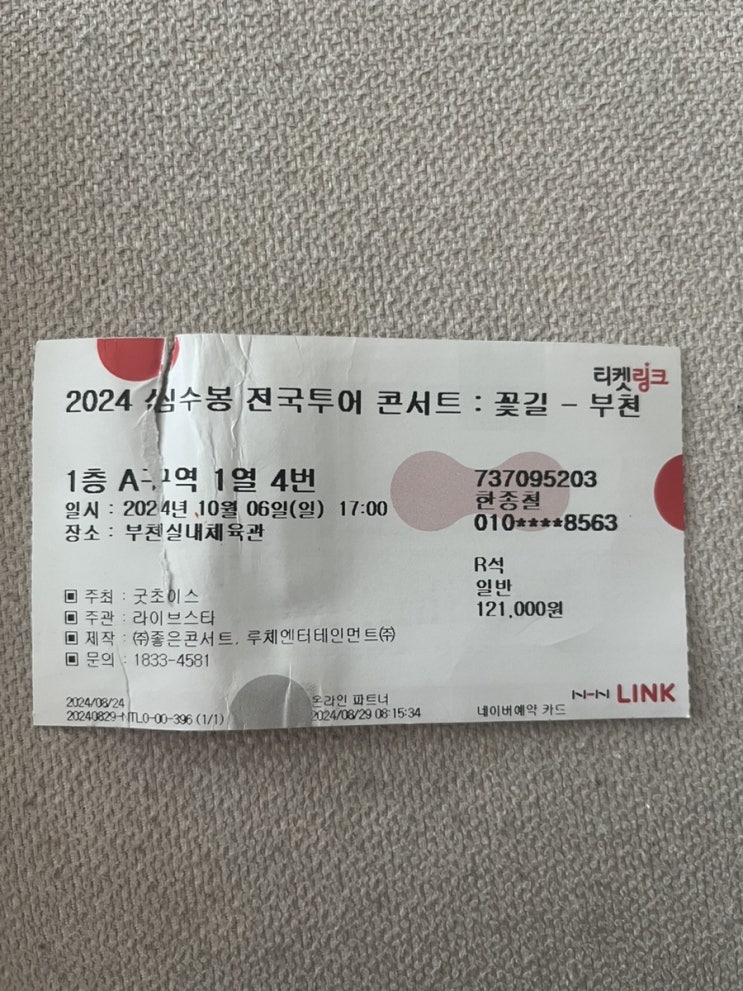 티켓링크
2024 심수봉 전국투어 콘서트 : 꽃길 - 부천
1층 A구역 1열 4번
일시 : 2024년 10월 06일(일) 17:00
장소 : 부천실내체육관
737095203
한종철
010****8563
R석
일반
121,000원
▣ 주최 : 굿초이스
▣ 주관 : 라이브스타
▣ 제작 : ㈜좋은콘서트, 루체엔터테인먼트㈜
▣ 문의 : 1833-4581
2024/08/24
20240829-MTL0-00-396 (1/1)
온라인 파트너
2024/08/29 08:15:34
네이버예약 카드
NHN LINK